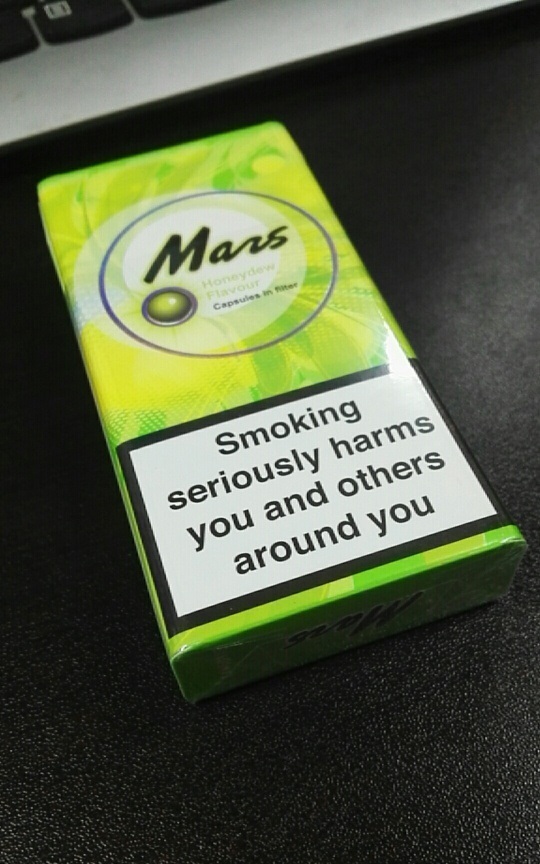 Mars
Honeydew
Flavour
Capsules in filter
Smoking
seriously harms
you and others
around you
Mars